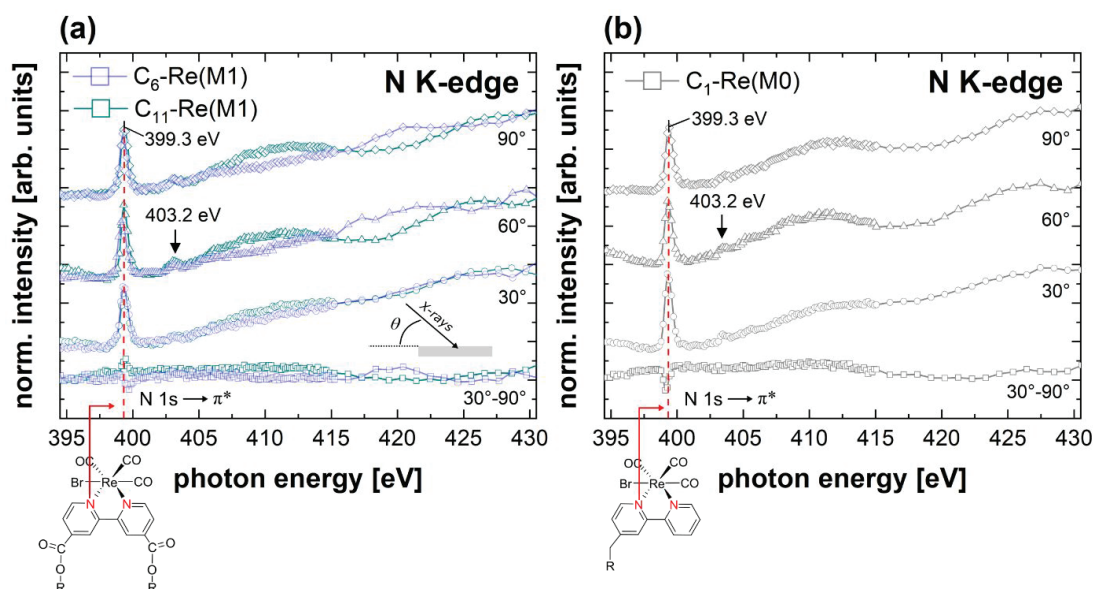 (a)
norm. intensity [arb. units]
C6-Re(M1)
C11-Re(M1)
N K-edge
399.3 eV
403.2 eV
90°
60°
30°
30°-90°
θ
X-rays
N 1s → π*
395 400 405 410 415 420 425 430
photon energy [eV]
CO
CO
Br
Re
CO
N
N
O
C
O
R
O
C
O
R
(b)
norm. intensity [arb. units]
C1-Re(M0)
N K-edge
399.3 eV
403.2 eV
90°
60°
30°
30°-90°
N 1s → π*
395 400 405 410 415 420 425 430
photon energy [eV]
CO
CO
Br
Re
CO
N
N
R